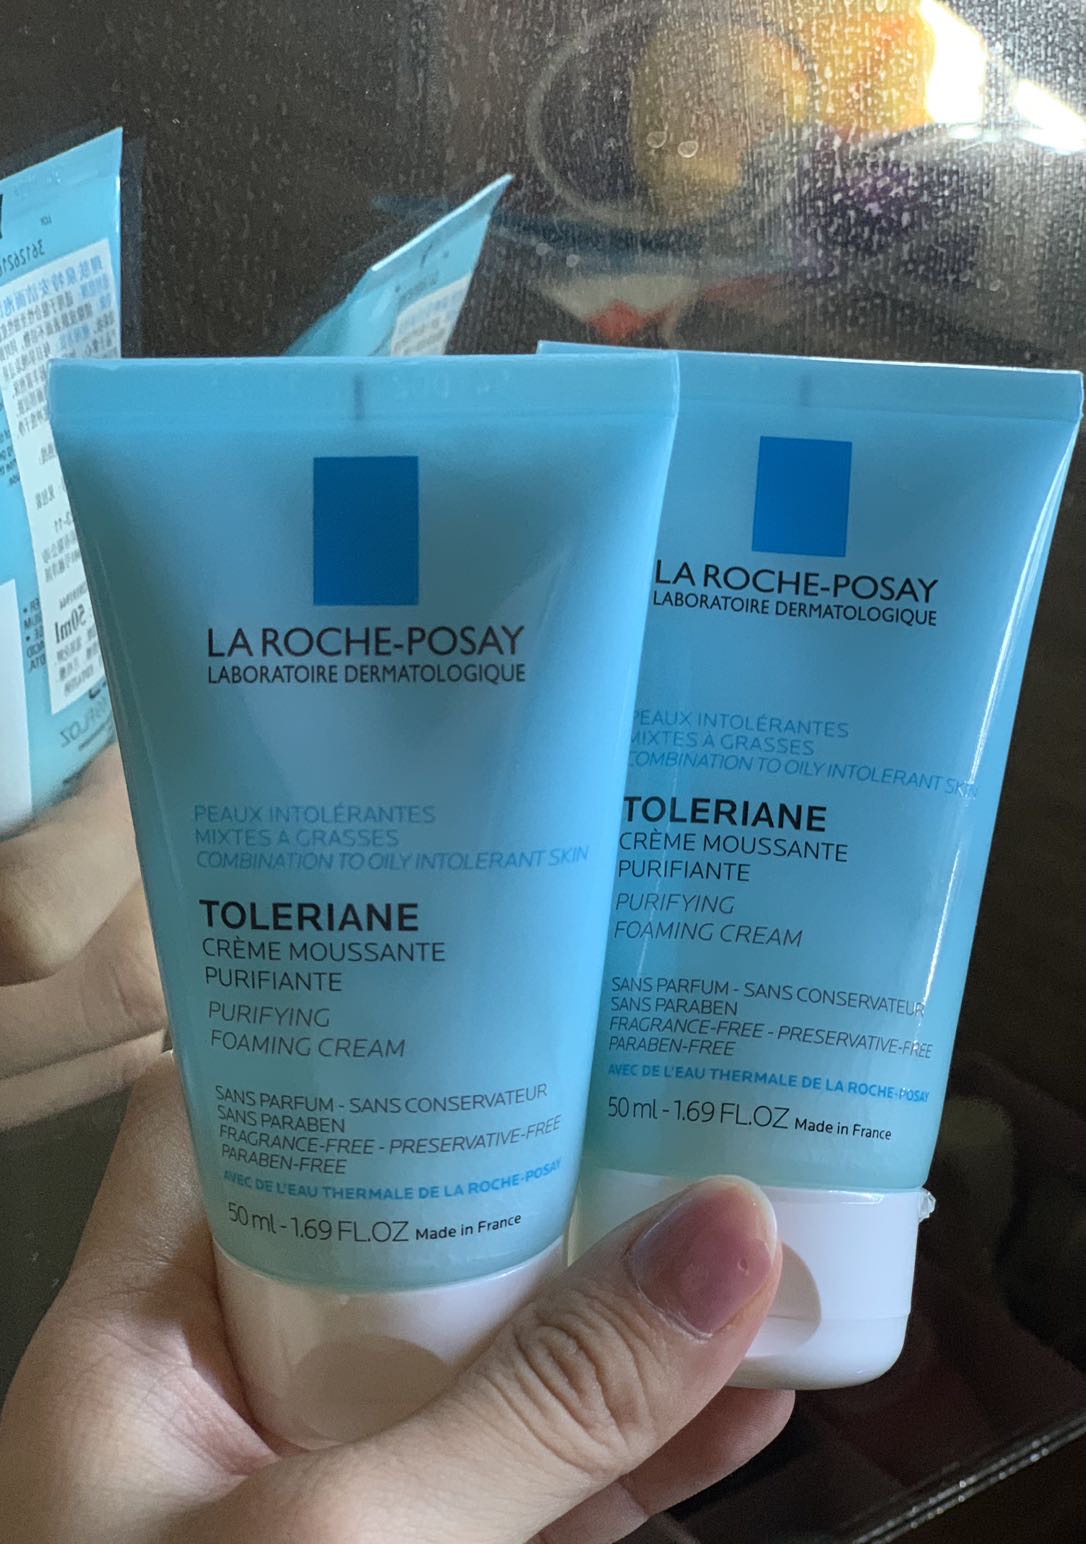 LA ROCHE-POSAY
LABORATOIRE DERMATOLOGIQUE
PEAUX INTOLÉRANTES
MIXTES À GRASSES
COMBINATION TO OILY INTOLERANT SKIN
TOLERIANE
CRÈME MOUSSANTE
PURIFIANTE
PURIFYING
FOAMING CREAM
SANS PARFUM - SANS CONSERVATEUR
SANS PARABEN
FRAGRANCE-FREE - PRESERVATIVE-FREE
PARABEN-FREE
AVEC DE L'EAU THERMALE DE LA ROCHE-POSAY
50 ml - 1.69 FL.OZ Made in France
LA ROCHE-POSAY
LABORATOIRE DERMATOLOGIQUE
PEAUX INTOLÉRANTES
MIXTES À GRASSES
COMBINATION TO OILY INTOLERANT SKIN
TOLERIANE
CRÈME MOUSSANTE
PURIFIANTE
PURIFYING
FOAMING CREAM
SANS PARFUM - SANS CONSERVATEUR
SANS PARABEN
FRAGRANCE-FREE - PRESERVATIVE-FREE
PARABEN-FREE
AVEC DE L'EAU THERMALE DE LA ROCHE-POSAY
50 ml - 1.69 FL.OZ Made in France
50ml